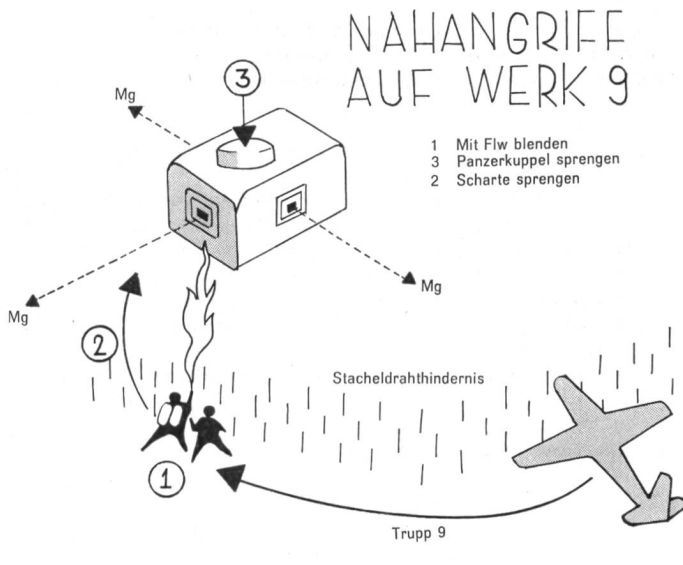 NAHANGRIFF
AUF WERK 9
1 Mit Flw blenden
3 Panzerkuppel sprengen
2 Scharte sprengen
3
Mg
Mg
Mg
2
Stacheldrahthindernis
1
Trupp 9